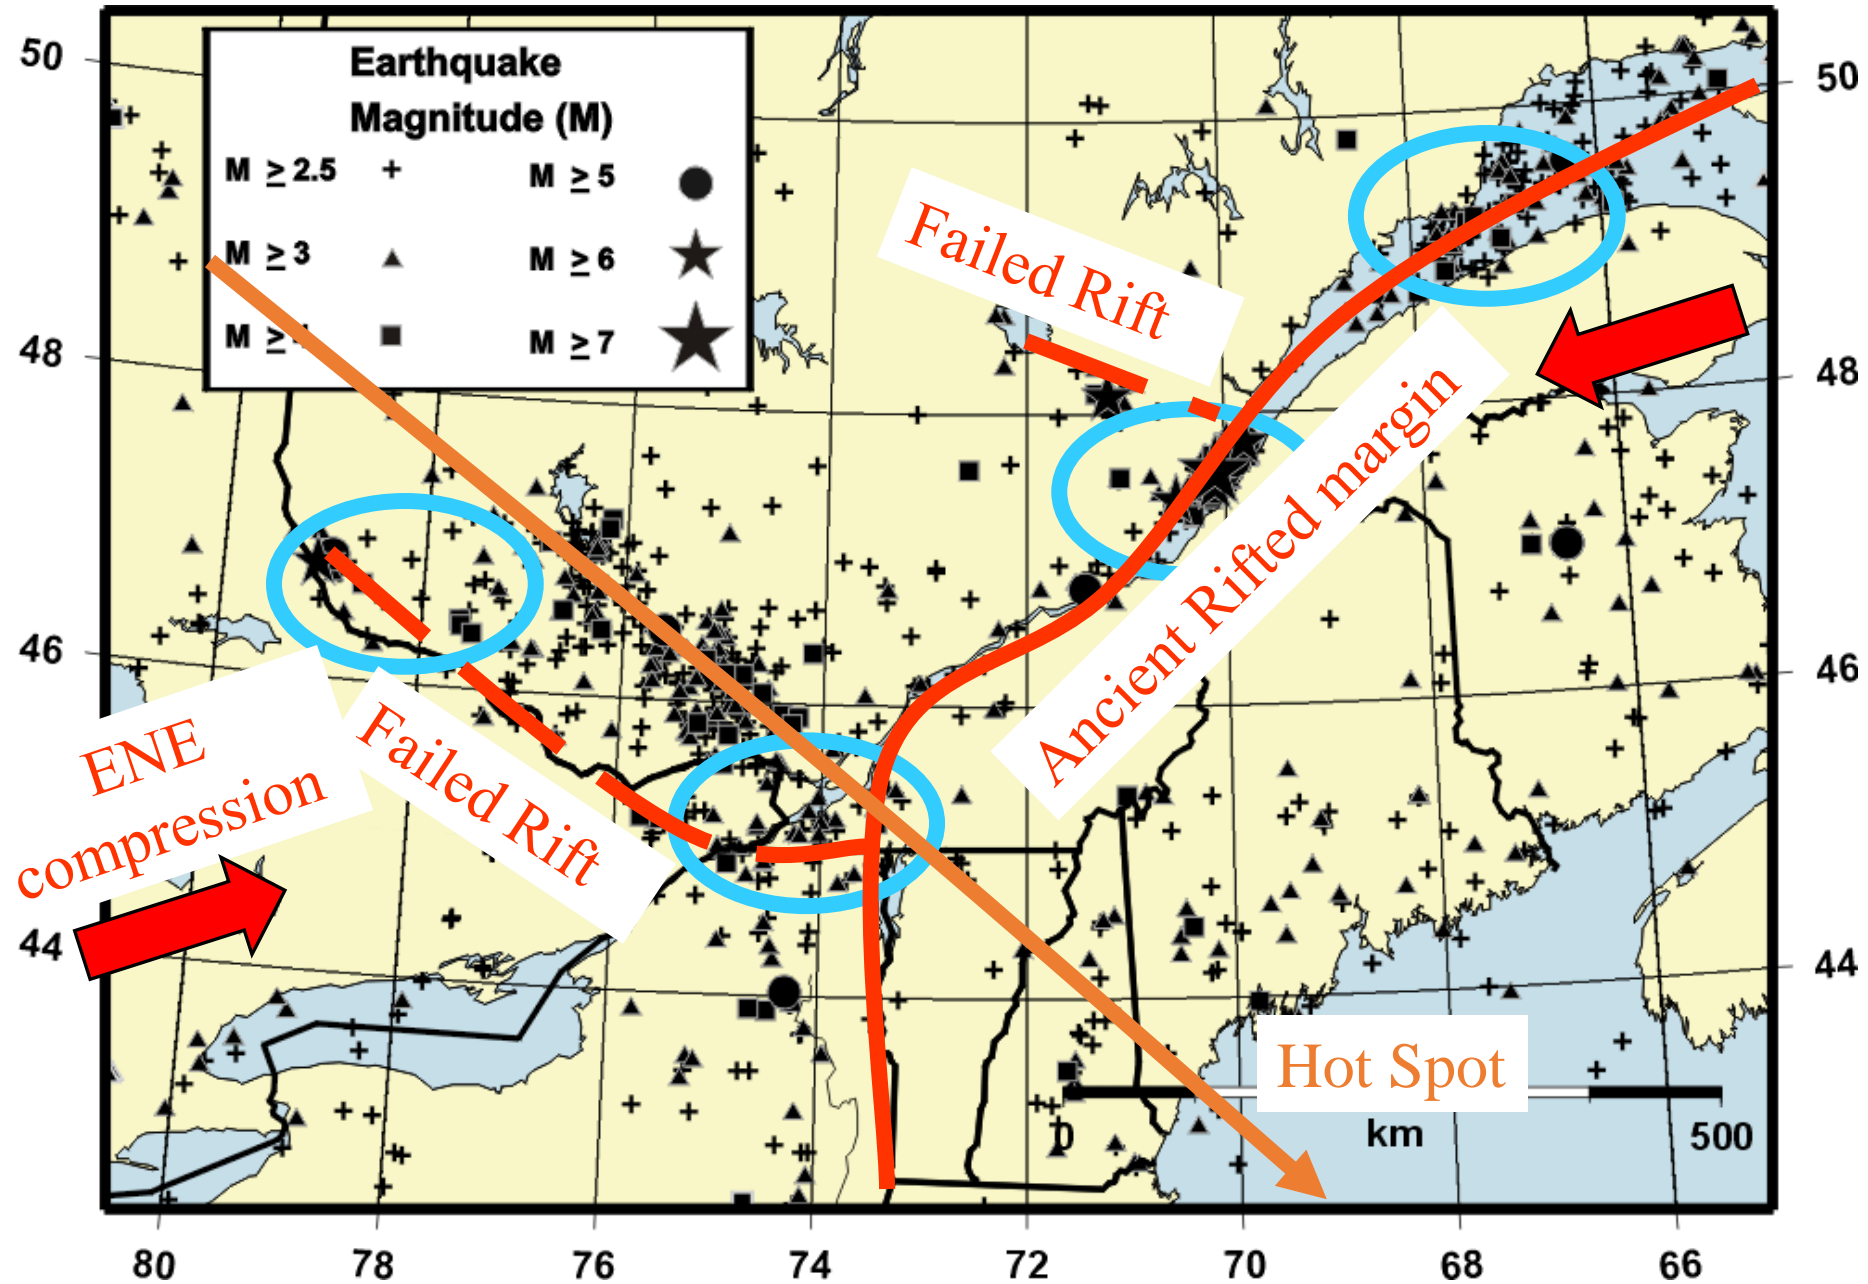 Earthquake
Magnitude (M)
M ≥ 2.5
M ≥ 5
M ≥ 3
M ≥ 6
M ≥
M ≥ 7
50
48
46
44
50
48
46
44
Failed Rift
Ancient Rifted margin
ENE
compression
Failed Rift
Hot Spot
0
km
500
80
78
76
74
72
70
68
66